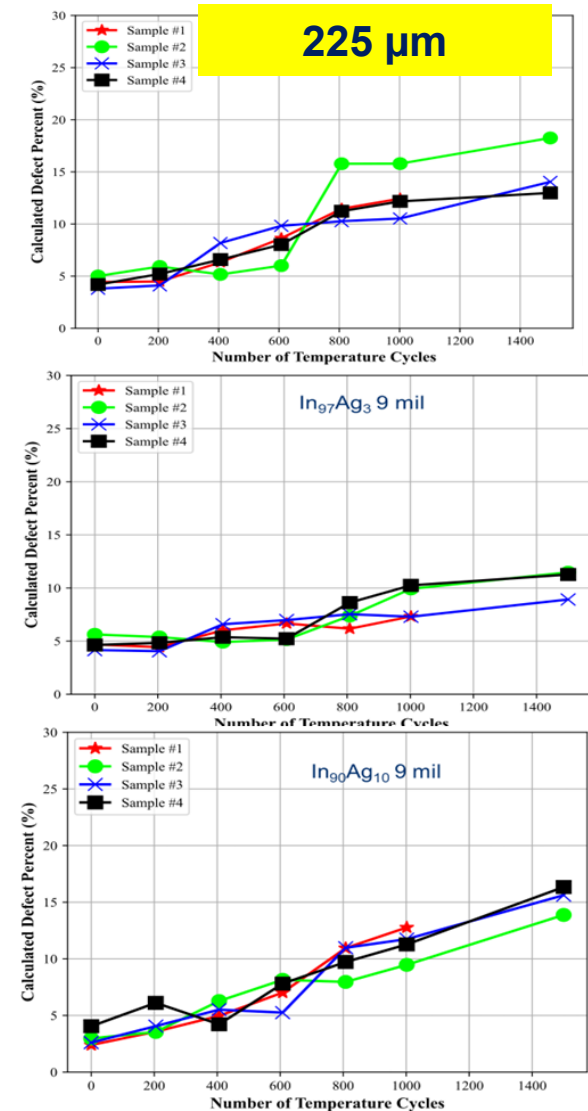 225 µm
Sample #1
Sample #2
Sample #3
Sample #4
Calculated Defect Percent (%)
30
25
20
15
10
5
0
0 200 400 600 800 1000 1200 1400
Number of Temperature Cycles
In97Ag3 9 mil
Sample #1
Sample #2
Sample #3
Sample #4
Calculated Defect Percent (%)
30
25
20
15
10
5
0
0 200 400 600 800 1000 1200 1400
Number of Temperature Cycles
In90Ag10 9 mil
Sample #1
Sample #2
Sample #3
Sample #4
Calculated Defect Percent (%)
30
25
20
15
10
5
0
0 200 400 600 800 1000 1200 1400
Number of Temperature Cycles